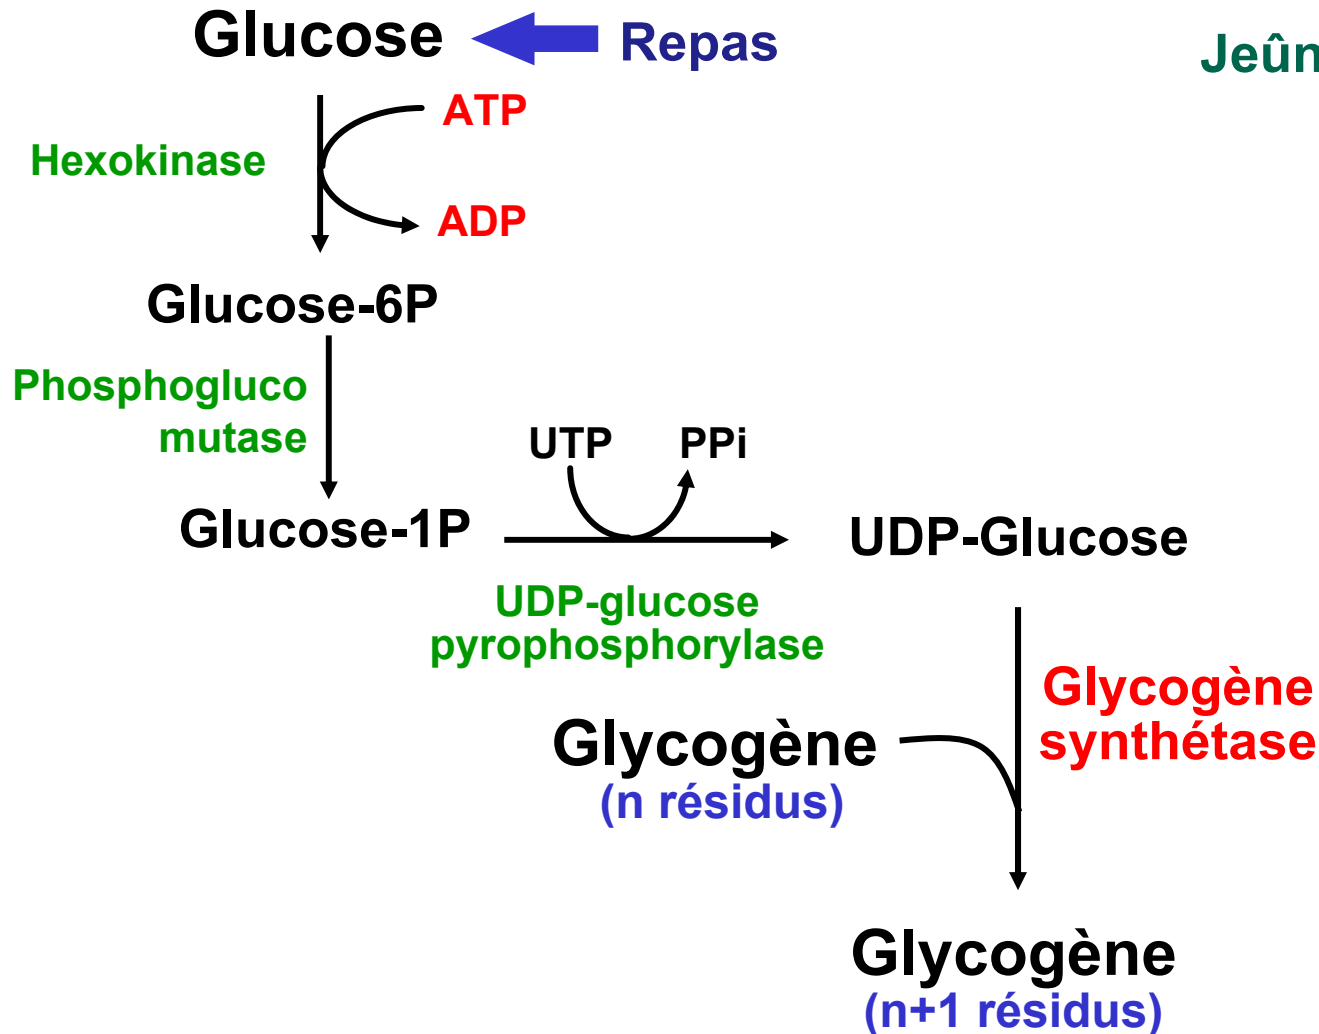 Glucose
Repas
Jeûn
ATP
Hexokinase
ADP
Glucose-6P
Phosphogluco
mutase
UTP
PPi
Glucose-1P
UDP-Glucose
UDP-glucose
pyrophosphorylase
Glycogène
synthétase
Glycogène
(n résidus)
Glycogène
(n+1 résidus)